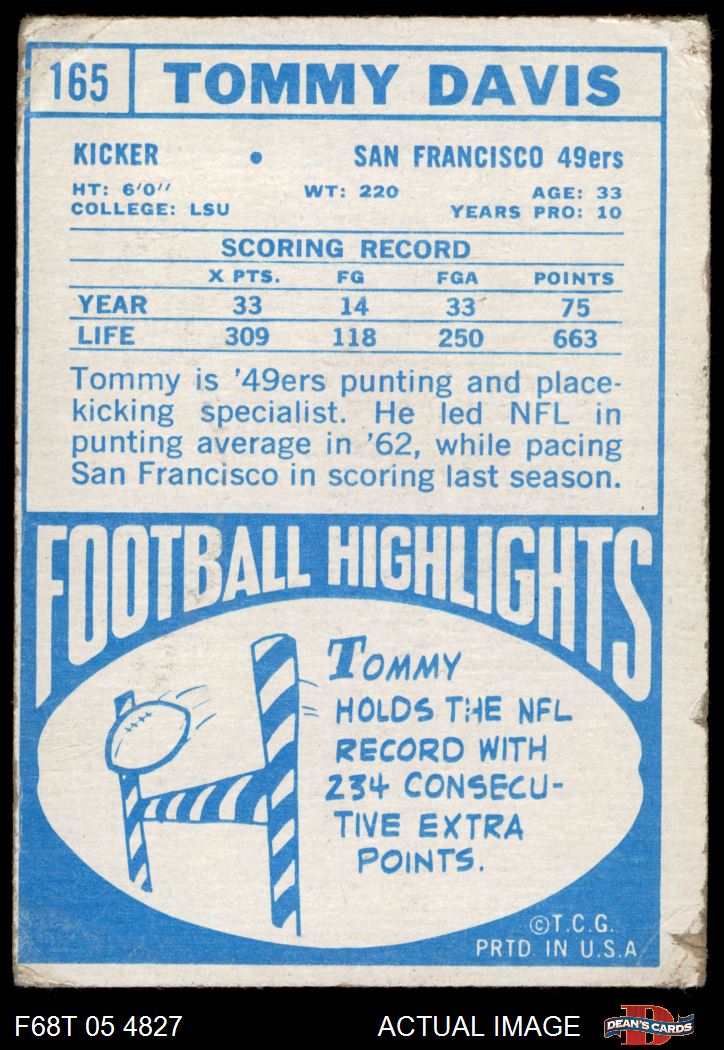 165 TOMMY DAVIS
KICKER • SAN FRANCISCO 49ers
HT: 6'0" WT: 220 AGE: 33
COLLEGE: LSU YEARS PRO: 10
SCORING RECORD
X PTS. FG FGA POINTS
YEAR 33 14 33 75
LIFE 309 118 250 663
Tommy is '49ers punting and place-
kicking specialist. He led NFL in
punting average in '62, while pacing
San Francisco in scoring last season.
FOOTBALL HIGHLIGHTS
TOMMY
HOLDS THE NFL
RECORD WITH
234 CONSECU-
TIVE EXTRA
POINTS.
©T.C.G.
PRTD. IN U.S.A
F68T 05 4827 ACTUAL IMAGE D DEAN'S CARDS